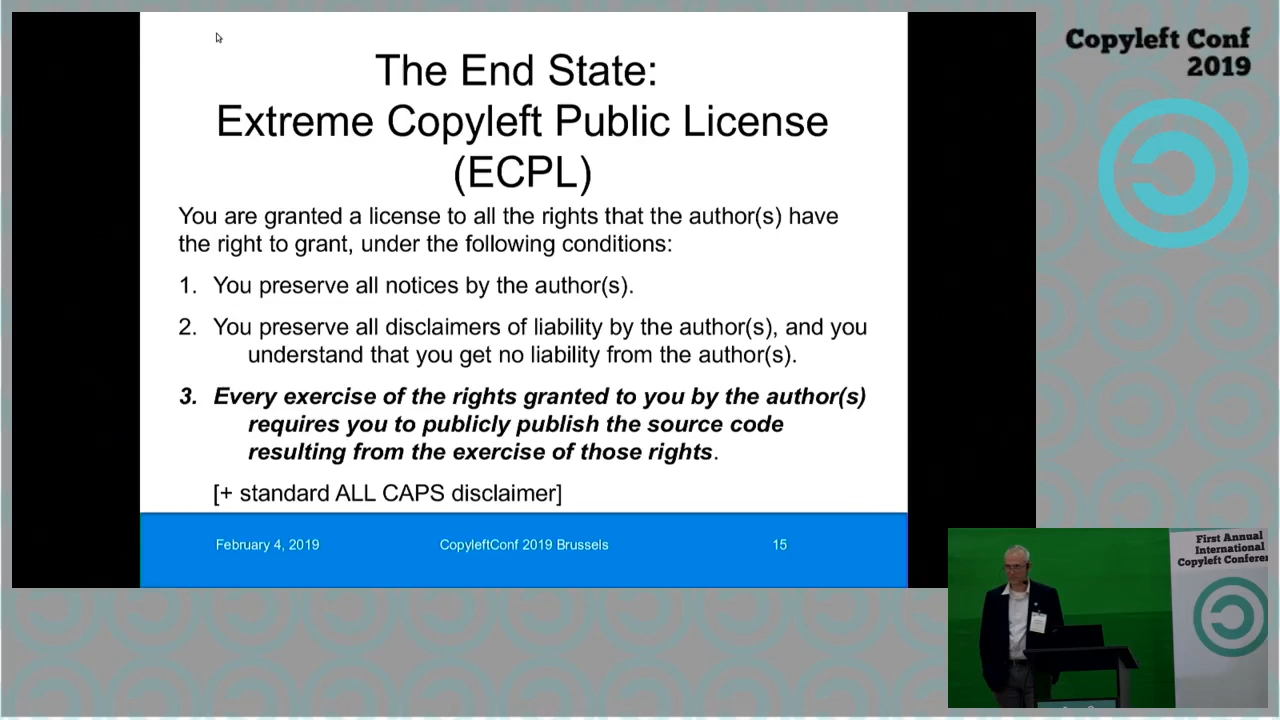 The End State:
Extreme Copyleft Public License
(ECPL)
You are granted a license to all the rights that the author(s) have
the right to grant, under the following conditions:
1. You preserve all notices by the author(s).
2. You preserve all disclaimers of liability by the author(s), and you
understand that you get no liability from the author(s).
3. Every exercise of the rights granted to you by the author(s)
requires you to publicly publish the source code
resulting from the exercise of those rights.
[+ standard ALL CAPS disclaimer]
February 4, 2019 CopyleftConf 2019 Brussels 15
Copyleft Conf
2019
First Annual
International
Copyleft Conferen